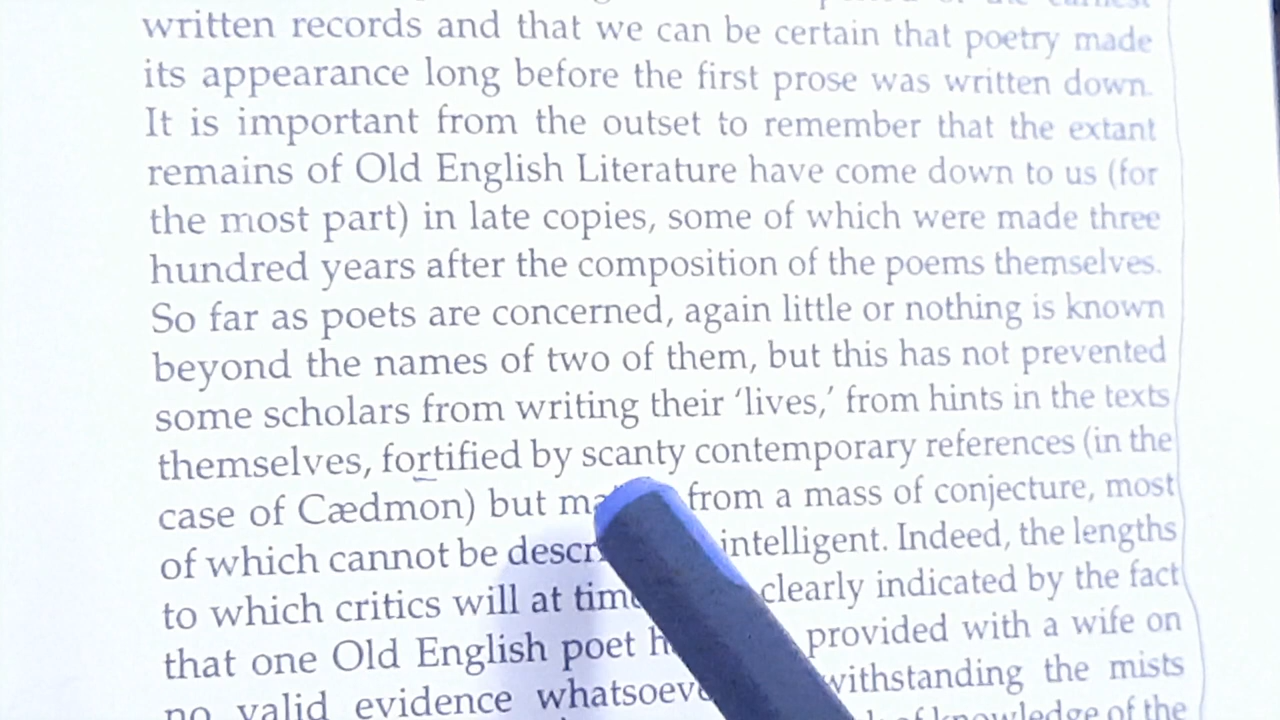 written records and that we can be certain that poetry made
its appearance long before the first prose was written down.
It is important from the outset to remember that the extant
remains of Old English Literature have come down to us (for
the most part) in late copies, some of which were made three
hundred years after the composition of the poems themselves.
So far as poets are concerned, again little or nothing is known
beyond the names of two of them, but this has not prevented
some scholars from writing their ‘lives,’ from hints in the texts
themselves, fortified by scanty contemporary references (in the
case of Cædmon) but from a mass of conjecture, most
of which cannot be intelligent. Indeed, the lengths
to which critics will at clearly indicated by the fact
that one Old English poet provided with a wife on
no valid evidence the mists
of knowledge of the